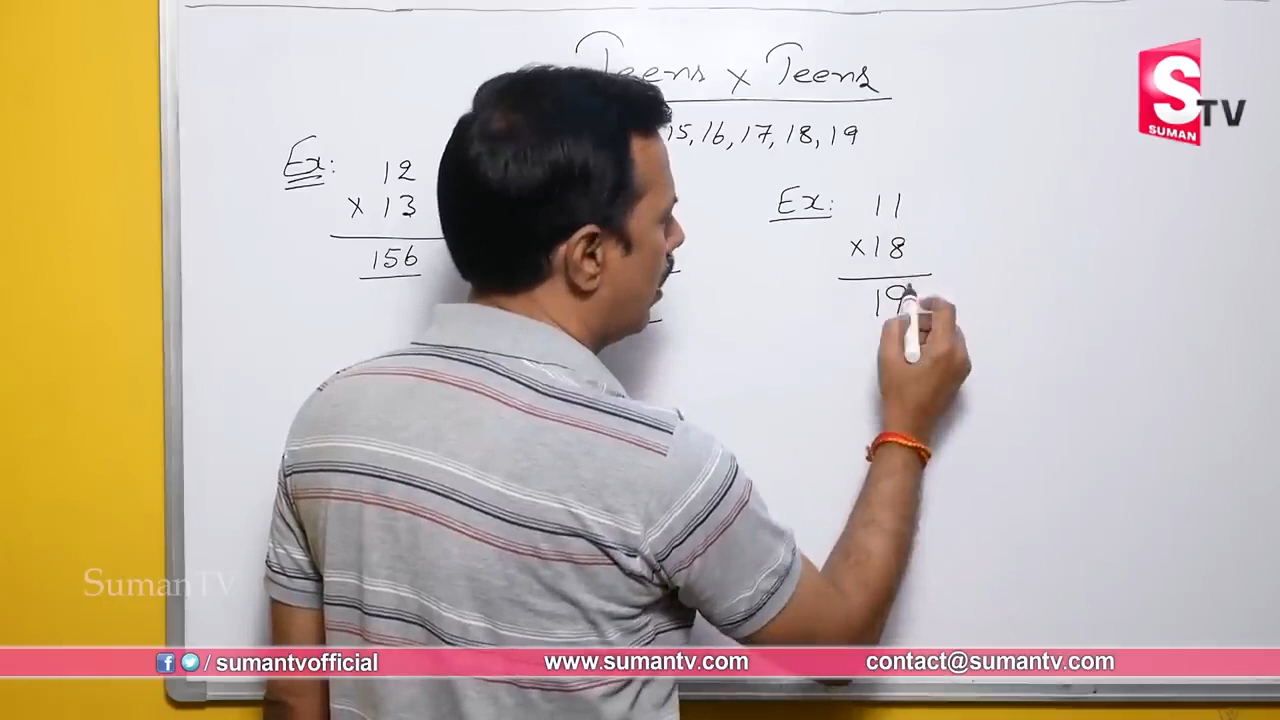 Teens x Teens
15, 16, 17, 18, 19
Ex: 12
x 13
156
Ex: 11
x 18
19
S TV
SUMAN
SumanTV
/ sumantvofficial
www.sumantv.com
contact@sumantv.com